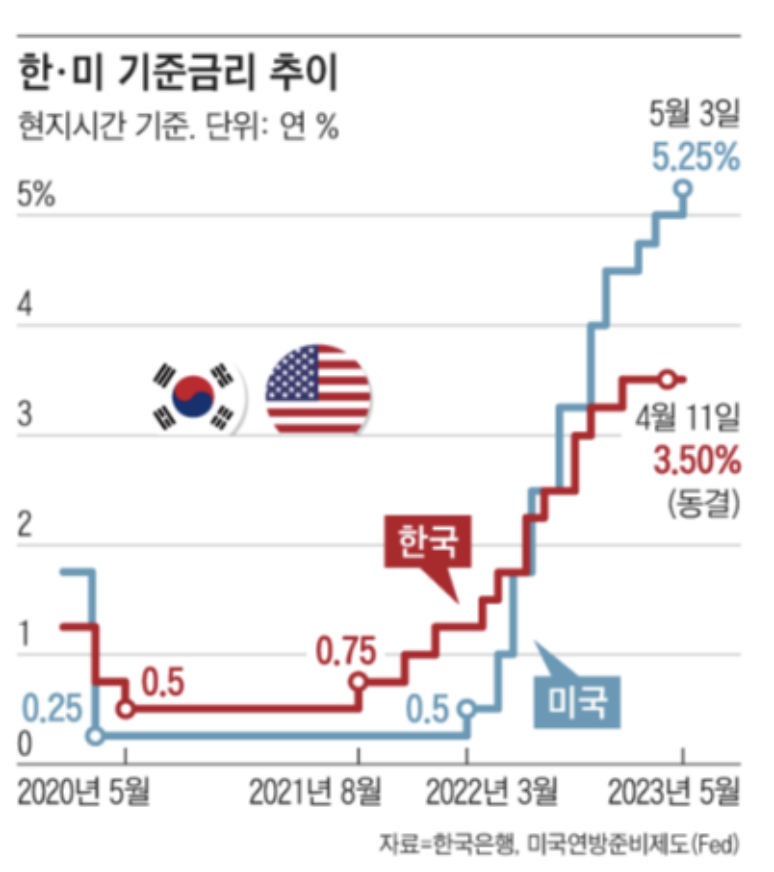 한·미 기준금리 추이
현지시간 기준. 단위: 연 %
5월 3일
5.25%
5%
4
3
4월 11일
3.50%
(동결)
2
한국
1
0.75
0.5
0.25
0.5
미국
0
2020년 5월 2021년 8월 2022년 3월 2023년 5월
자료=한국은행, 미국연방준비제도(Fed)